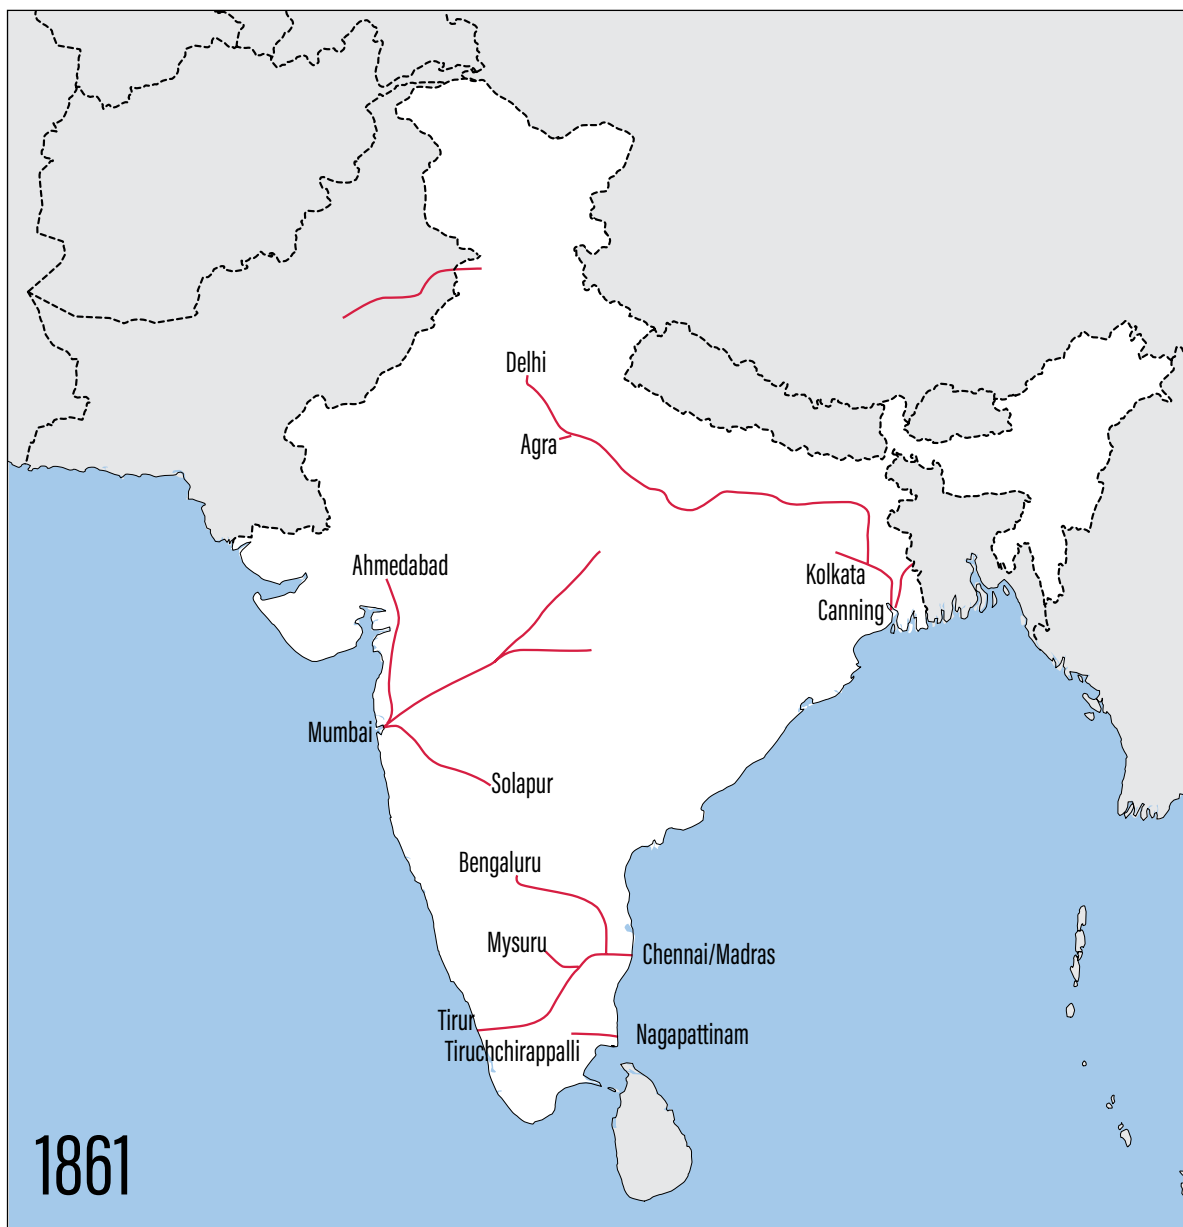 Delhi
Agra
Ahmedabad
Kolkata
Canning
Mumbai
Solapur
Bengaluru
Mysuru
Chennai/Madras
Tirur
Nagapattinam
Tiruchchirappalli
1861